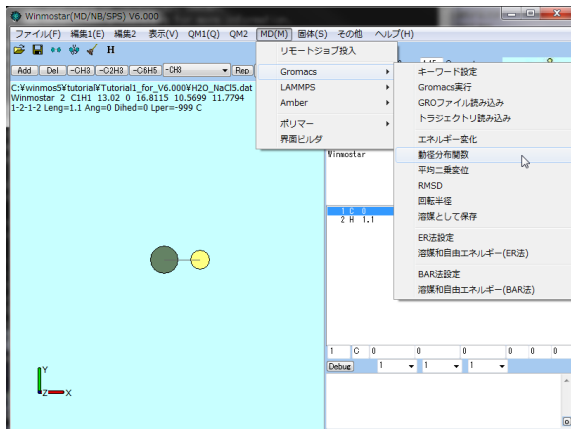 Winmostar(MD/NB/SPS) V6.000
ファイル(F) 編集1(E) 編集2 表示(V) QM1(Q) QM2 MD(M) 固体(S) その他 ヘルプ(H)
H
Add Del -CH3 -C2H3 -C6H5 -CH3 Rep
C:¥winmos5¥tutorial¥Tutorial1_for_V6.000¥H2O_NaCl5.dat
Winmostar 2 C1H1 13.02 0 16.8115 10.5699 11.7794
1-2-1-2 Leng=1.1 Ang=0 Dihed=0 Lper=-999 C
リモートジョブ投入
Gromacs
LAMMPS
Amber
ポリマー
界面ビルダ
キーワード設定
Gromacs実行
GROファイル読み込み
トラジェクトリ読み込み
エネルギー変化
動径分布関数
平均二乗変位
RMSD
回転半径
溶媒として保存
ER法設定
溶媒和自由エネルギー(ER法)
BAR法設定
溶媒和自由エネルギー(BAR法)
Winmostar
1 C 0
2 H 1.1
1 C 0 0 0 0 0 0
Debug 1 1 1
Y
Z X